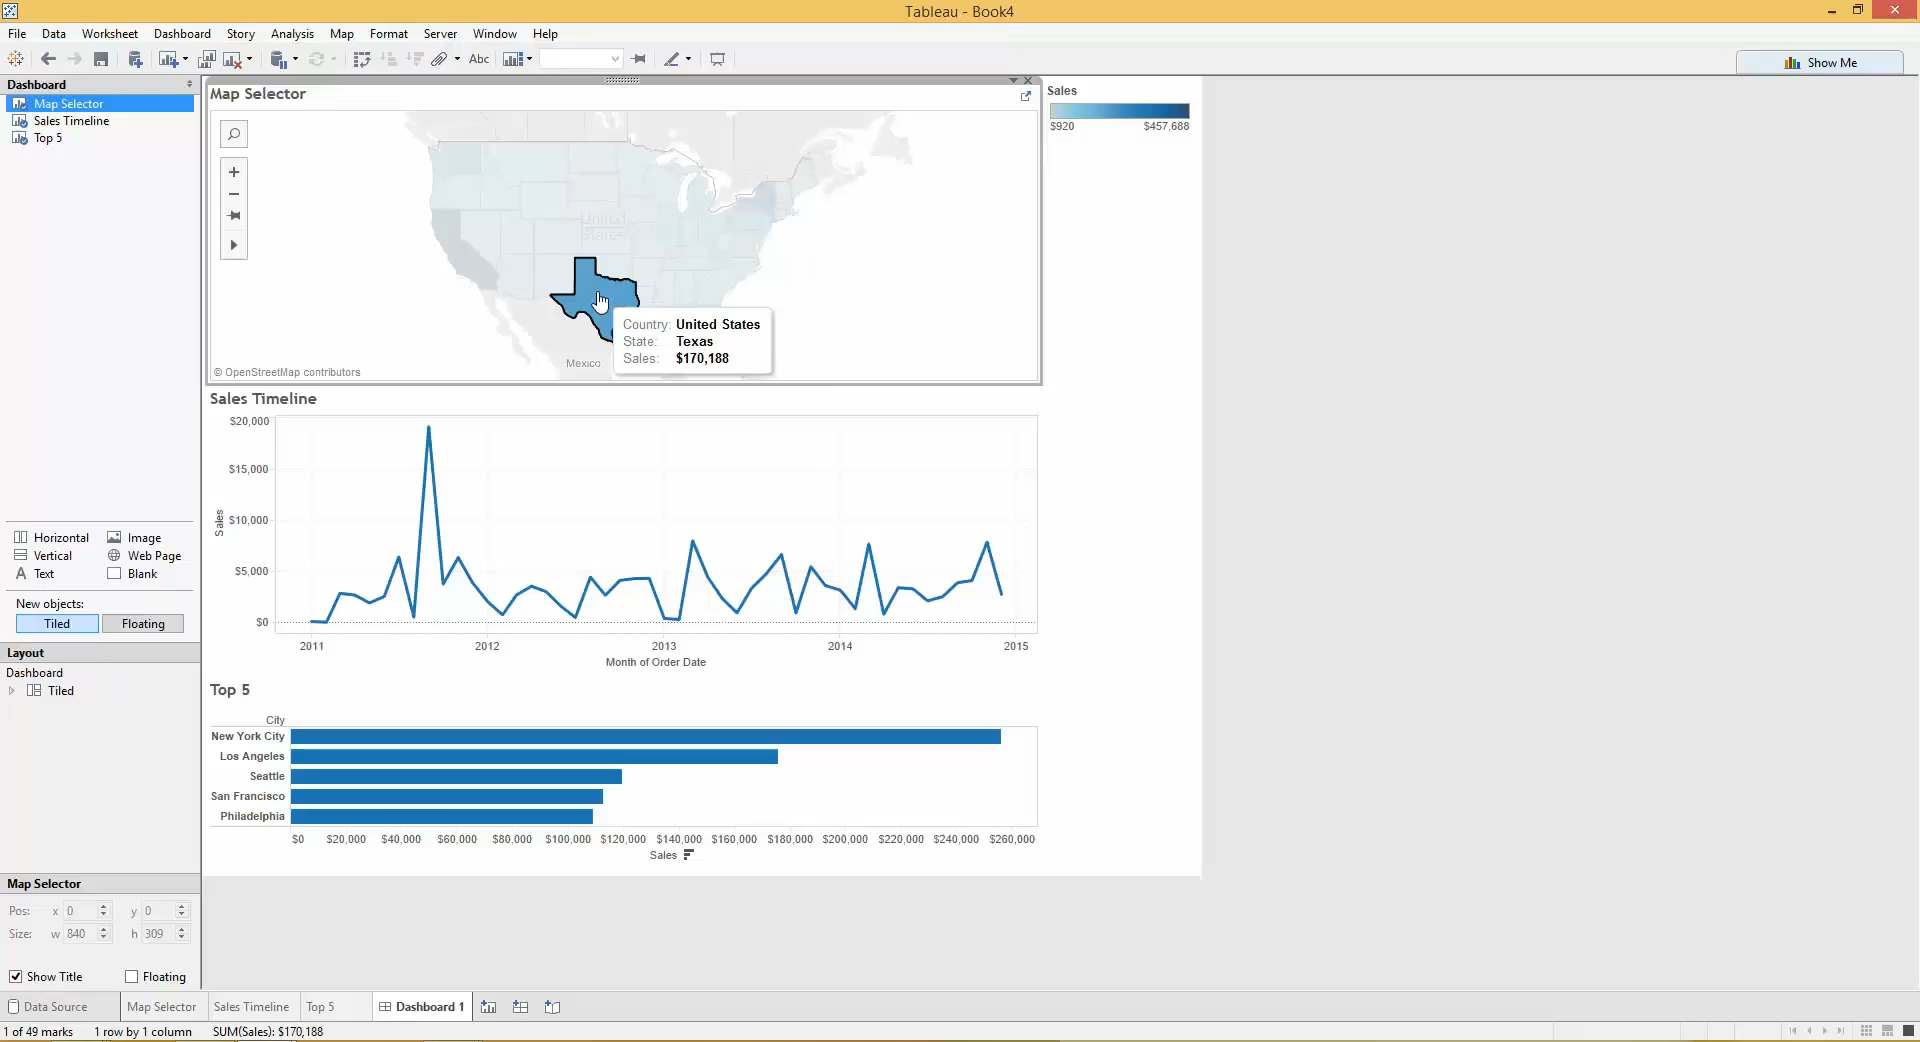 Tableau - Book4
File Data Worksheet Dashboard Story Analysis Map Format Server Window Help
Abc
Show Me
Dashboard
Map Selector
Sales Timeline
Top 5
Horizontal Image
Vertical Web Page
A Text Blank
New objects:
Tiled Floating
Layout
Dashboard
Tiled
Map Selector
Pos: x 0 y 0
Size: w 840 h 309
Show Title Floating
Map Selector
United
States
Mexico
Country: United States
State: Texas
Sales: $170,188
© OpenStreetMap contributors
Sales
$920 $457,688
Sales Timeline
$20,000
$15,000
$10,000
$5,000
$0
Sales
2011 2012 2013 2014 2015
Month of Order Date
Top 5
City
New York City
Los Angeles
Seattle
San Francisco
Philadelphia
$0 $20,000 $40,000 $60,000 $80,000 $100,000 $120,000 $140,000 $160,000 $180,000 $200,000 $220,000 $240,000 $260,000
Sales
Data Source Map Selector Sales Timeline Top 5 Dashboard 1
1 of 49 marks 1 row by 1 column SUM(Sales): $170,188